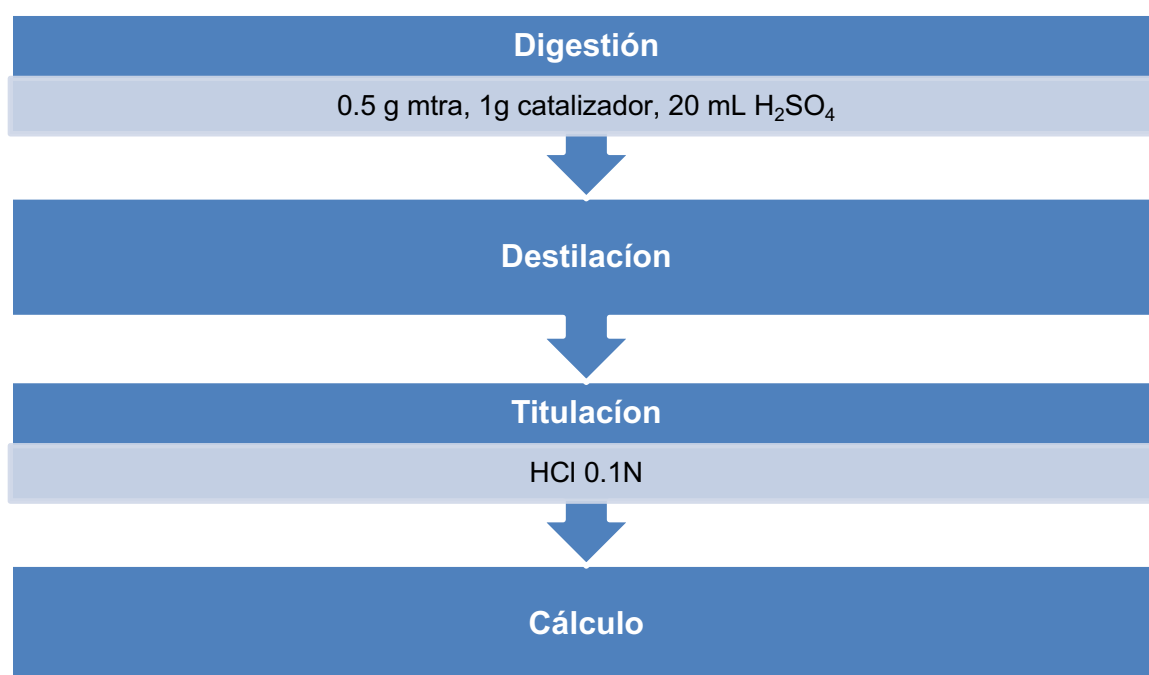 Digestión
0.5 g mtra, 1g catalizador, 20 mL H₂SO₄
Destilacíon
Titulacíon
HCl 0.1N
Cálculo